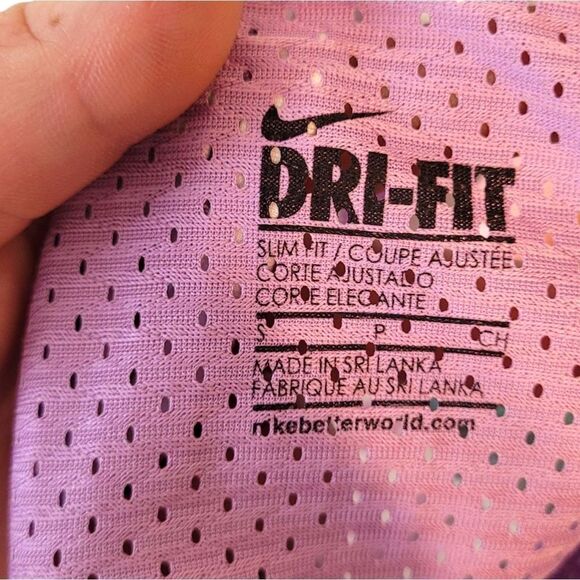 DRI-FIT
SLIM FIT / COUPE AJUSTÉE
CORTE AJUSTADO
CORTE ELEGANTE
S P CH
MADE IN SRI LANKA
FABRIQUE AU SRI LANKA
nikebetterworld.com